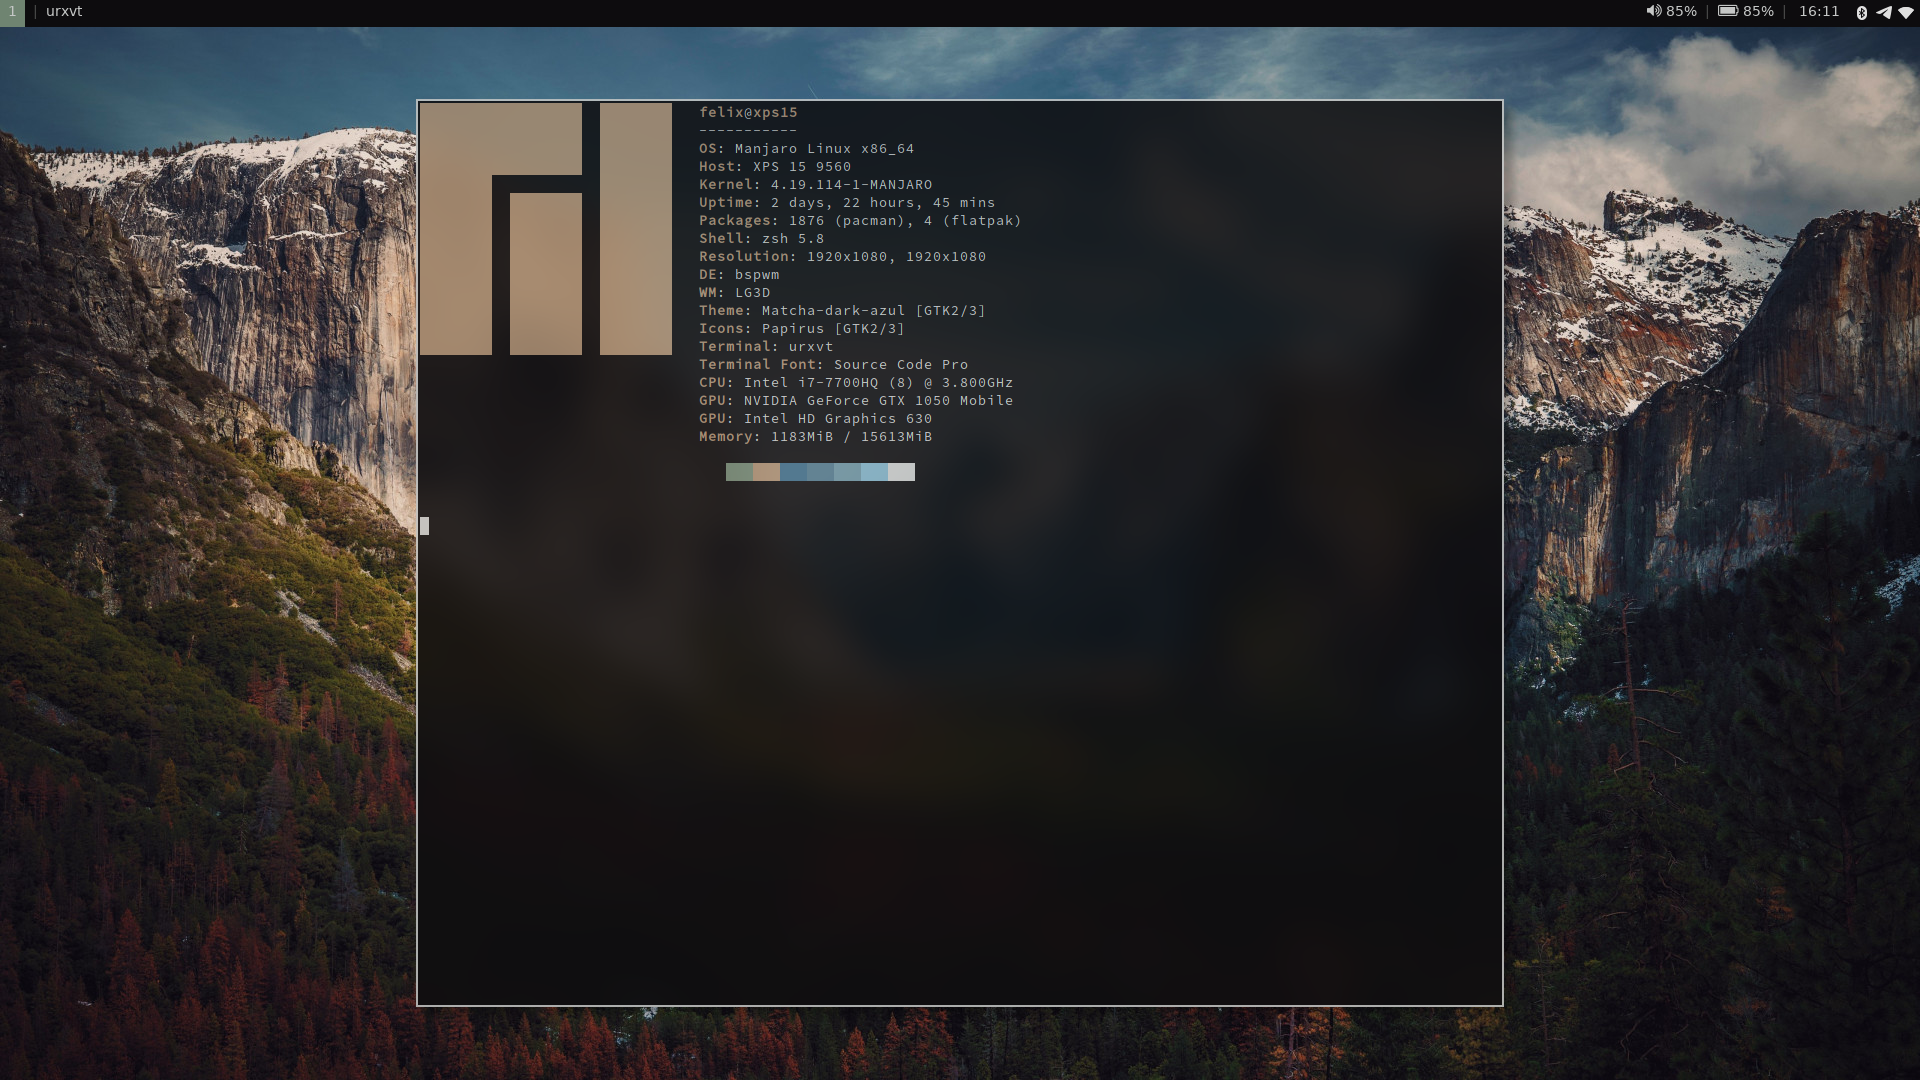 1 | urxvt
85% | 85% | 16:11
felix@xps15
-----------
OS: Manjaro Linux x86_64
Host: XPS 15 9560
Kernel: 4.19.114-1-MANJARO
Uptime: 2 days, 22 hours, 45 mins
Packages: 1876 (pacman), 4 (flatpak)
Shell: zsh 5.8
Resolution: 1920x1080, 1920x1080
DE: bspwm
WM: LG3D
Theme: Matcha-dark-azul [GTK2/3]
Icons: Papirus [GTK2/3]
Terminal: urxvt
Terminal Font: Source Code Pro
CPU: Intel i7-7700HQ (8) @ 3.800GHz
GPU: NVIDIA GeForce GTX 1050 Mobile
GPU: Intel HD Graphics 630
Memory: 1183MiB / 15613MiB